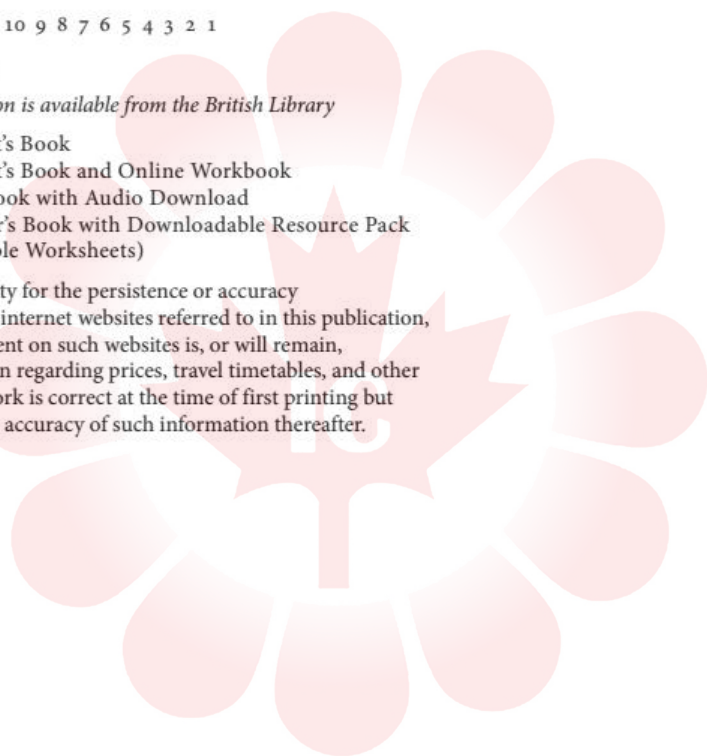 10 9 8 7 6 5 4 3 2 1
on is available from the British Library
t's Book
t's Book and Online Workbook
ook with Audio Download
r's Book with Downloadable Resource Pack
le Worksheets)
ty for the persistence or accuracy
internet websites referred to in this publication,
ent on such websites is, or will remain,
n regarding prices, travel timetables, and other
ork is correct at the time of first printing but
accuracy of such information thereafter.
IC